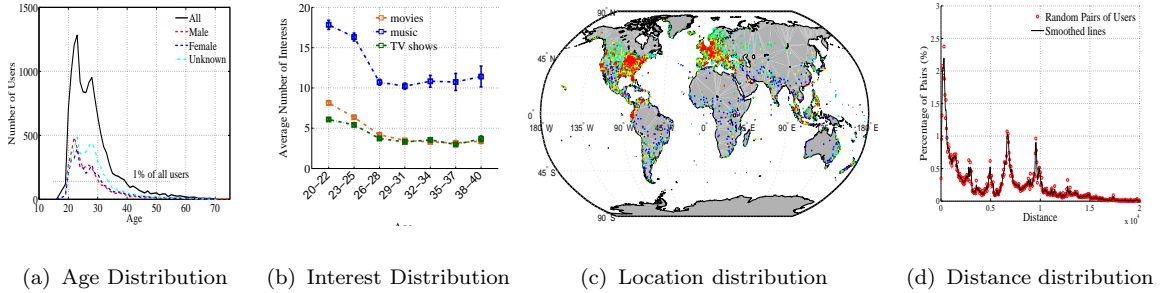 1500
1000
500
0
10 20 30 40 50 60 70
Number of Users
Age
All
Male
Female
Unknown
1% of all users
20
15
10
5
0
Average Number of Interests
movies
music
TV shows
20−22
23−25
26−28
29−31
32−34
35−37
38−40
90° N
45° N
0°
180° W
135° W
90° W
45° W
0°
45° E
90° E
135° E
180° E
45° S
90° S
3
2.5
2
1.5
1
0.5
0
0 0.5 1 1.5 2
x 10
Percentage of Pairs (%)
Distance
Random Pairs of Users
Smoothed lines
(a) Age Distribution
(b) Interest Distribution
(c) Location distribution
(d) Distance distribution